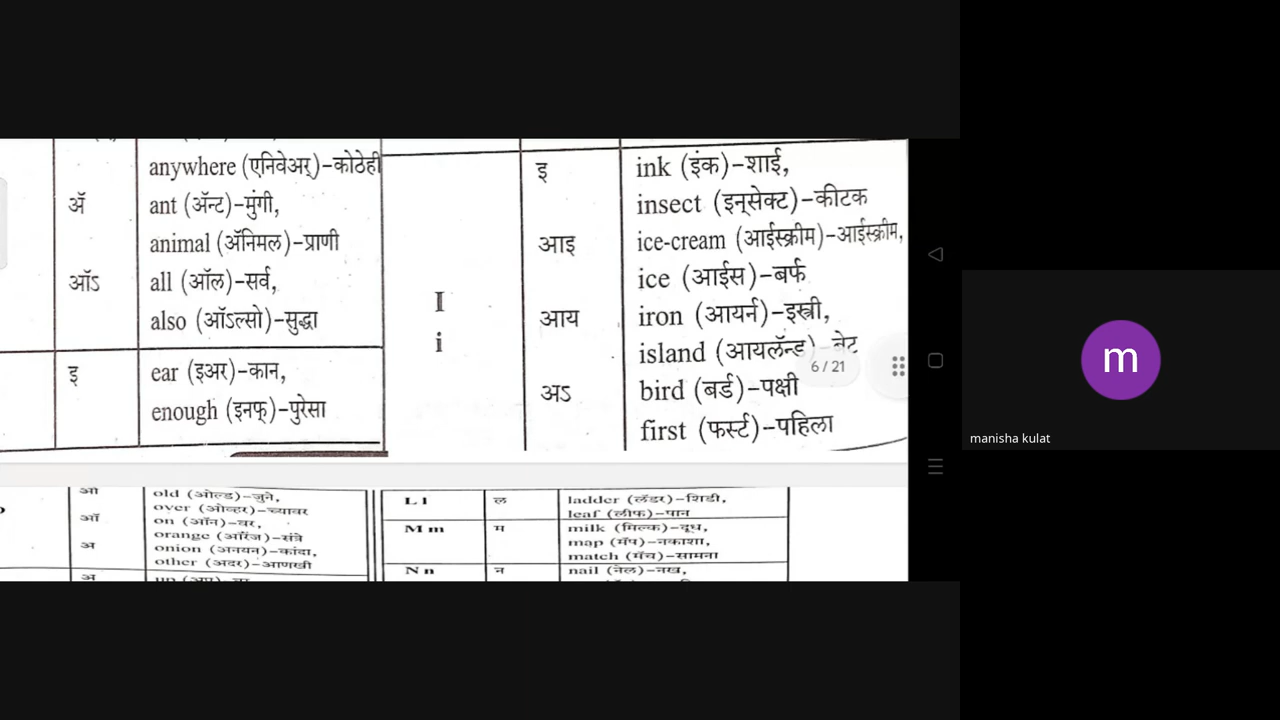 anywhere (एनिवेअर्)-कोठेही
ॲ ant (ॲन्ट)-मुंगी,
animal (ॲनिमल)-प्राणी
ऑऽ all (ऑल)-सर्व,
also (ऑऽल्सो)-सुद्धा
इ ear (इअर)-कान,
enough (इनफ्)-पुरेसा
I
i
इ ink (इंक)-शाई,
insect (इन्सेक्ट)-कीटक
आइ ice-cream (आईस्क्रीम)-आईस्क्रीम,
ice (आईस)-बर्फ
आय iron (आयर्न)-इस्त्री,
island (आयलॅन्ड)-बेट
6 / 21
अऽ bird (बर्ड)-पक्षी
first (फर्स्ट)-पहिला
ओ old (ओल्ड)-जुने,
over (ओव्हर)-च्यावर
ऑ on (ऑन)-वर,
orange (ऑरेंज)-संत्रे
अ onion (अनयन)-कांदा,
other (अदर)-आणखी
अ
L l ल ladder (लॅडर)-शिडी,
leaf (लीफ)-पान
M m म milk (मिल्क)-दूध,
map (मॅप)-नकाशा,
match (मॅच)-सामना
N n न nail (नेल)-नख,
m
manisha kulat